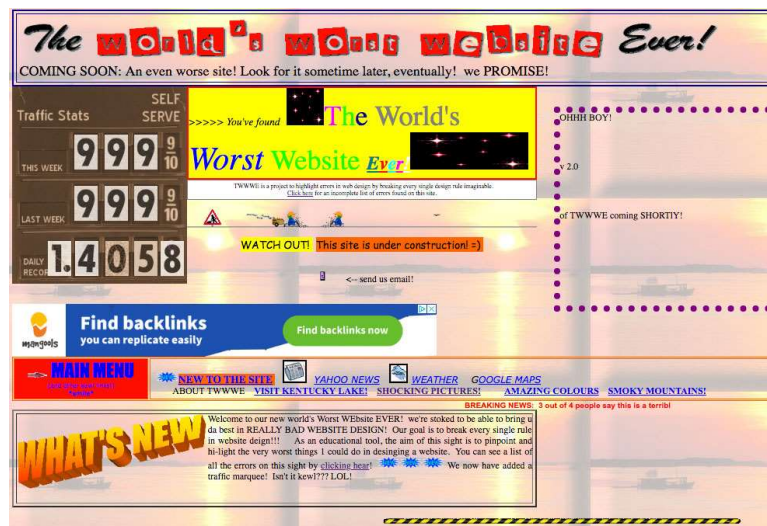 The world's worst website Ever!
COMING SOON: An even worse site! Look for it sometime later, eventually! we PROMISE!
SELF
Traffic Stats SERVE
THIS WEEK 999 9/10
LAST WEEK 999 9/10
DAILY RECOR 1.4058
>>>>> You've found The World's
Worst Website Ever
TWWWE is a project to highlight errors in web design by breaking every single design rule imaginable.
Click here for an incomplete list of errors found on this site.
WATCH OUT! This site is under construction! =)
<-- send us email!
OHHH BOY!
v 2.0
of TWWWE coming SHORTlY!
mangools
Find backlinks
you can replicate easily
Find backlinks now
MAIN MENU
NEW TO THE SITE YAHOO NEWS WEATHER GOOGLE MAPS
ABOUT TWWWE VISIT KENTUCKY LAKE! SHOCKING PICTURES! AMAZING COLOURS SMOKY MOUNTAINS!
BREAKING NEWS: 3 out of 4 people say this is a terribl
WHAT'S NEW
Welcome to our new world's Worst WEbsite EVER! we're stoked to be able to bring u
da best in REALLY BAD WEBSITE DESIGN! Our goal is to break every single rule
in website deign!!! As an educational tool, the aim of this sight is to pinpoint and
hi-light the very worst things I could do in desinging a website. You can see a list of
all the errors on this sight by clicking hear! We now have added a
traffic marquee! Isn't it kewl??? LOL!